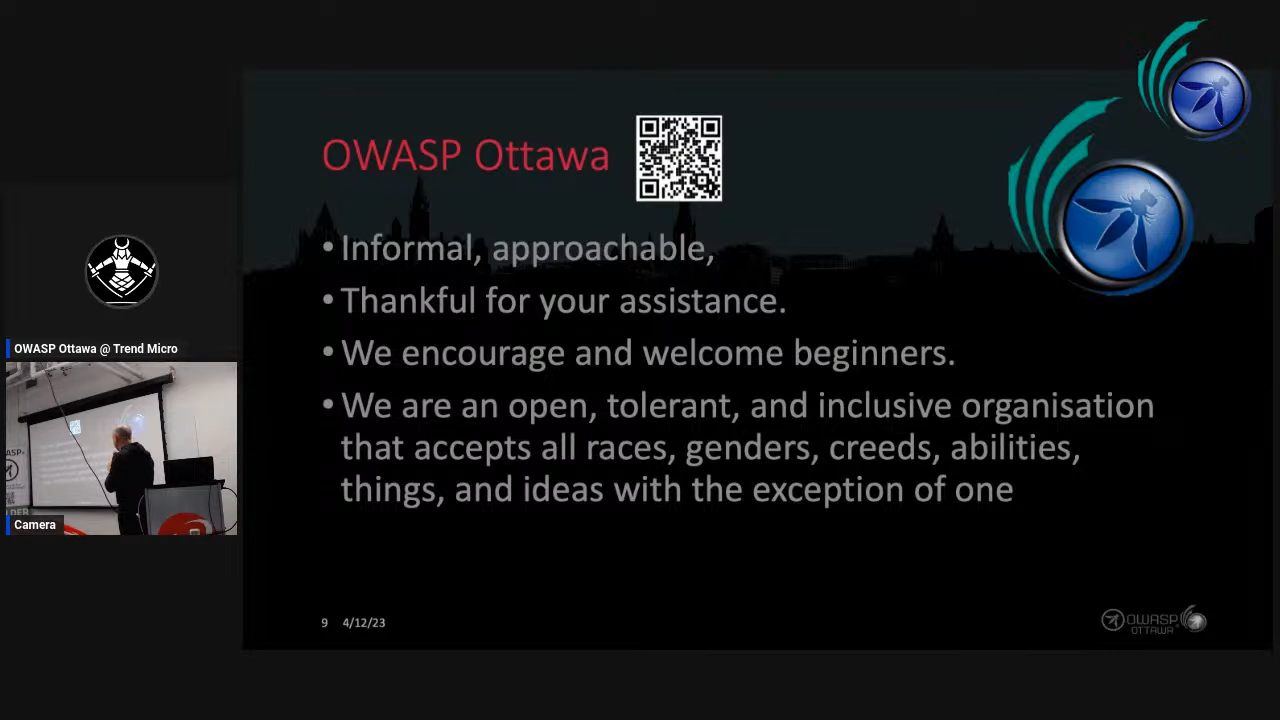 OWASP Ottawa
• Informal, approachable,
• Thankful for your assistance.
• We encourage and welcome beginners.
• We are an open, tolerant, and inclusive organisation
that accepts all races, genders, creeds, abilities,
things, and ideas with the exception of one
9 4/12/23
OWASP
OTTAWA
OWASP Ottawa @ Trend Micro
Camera